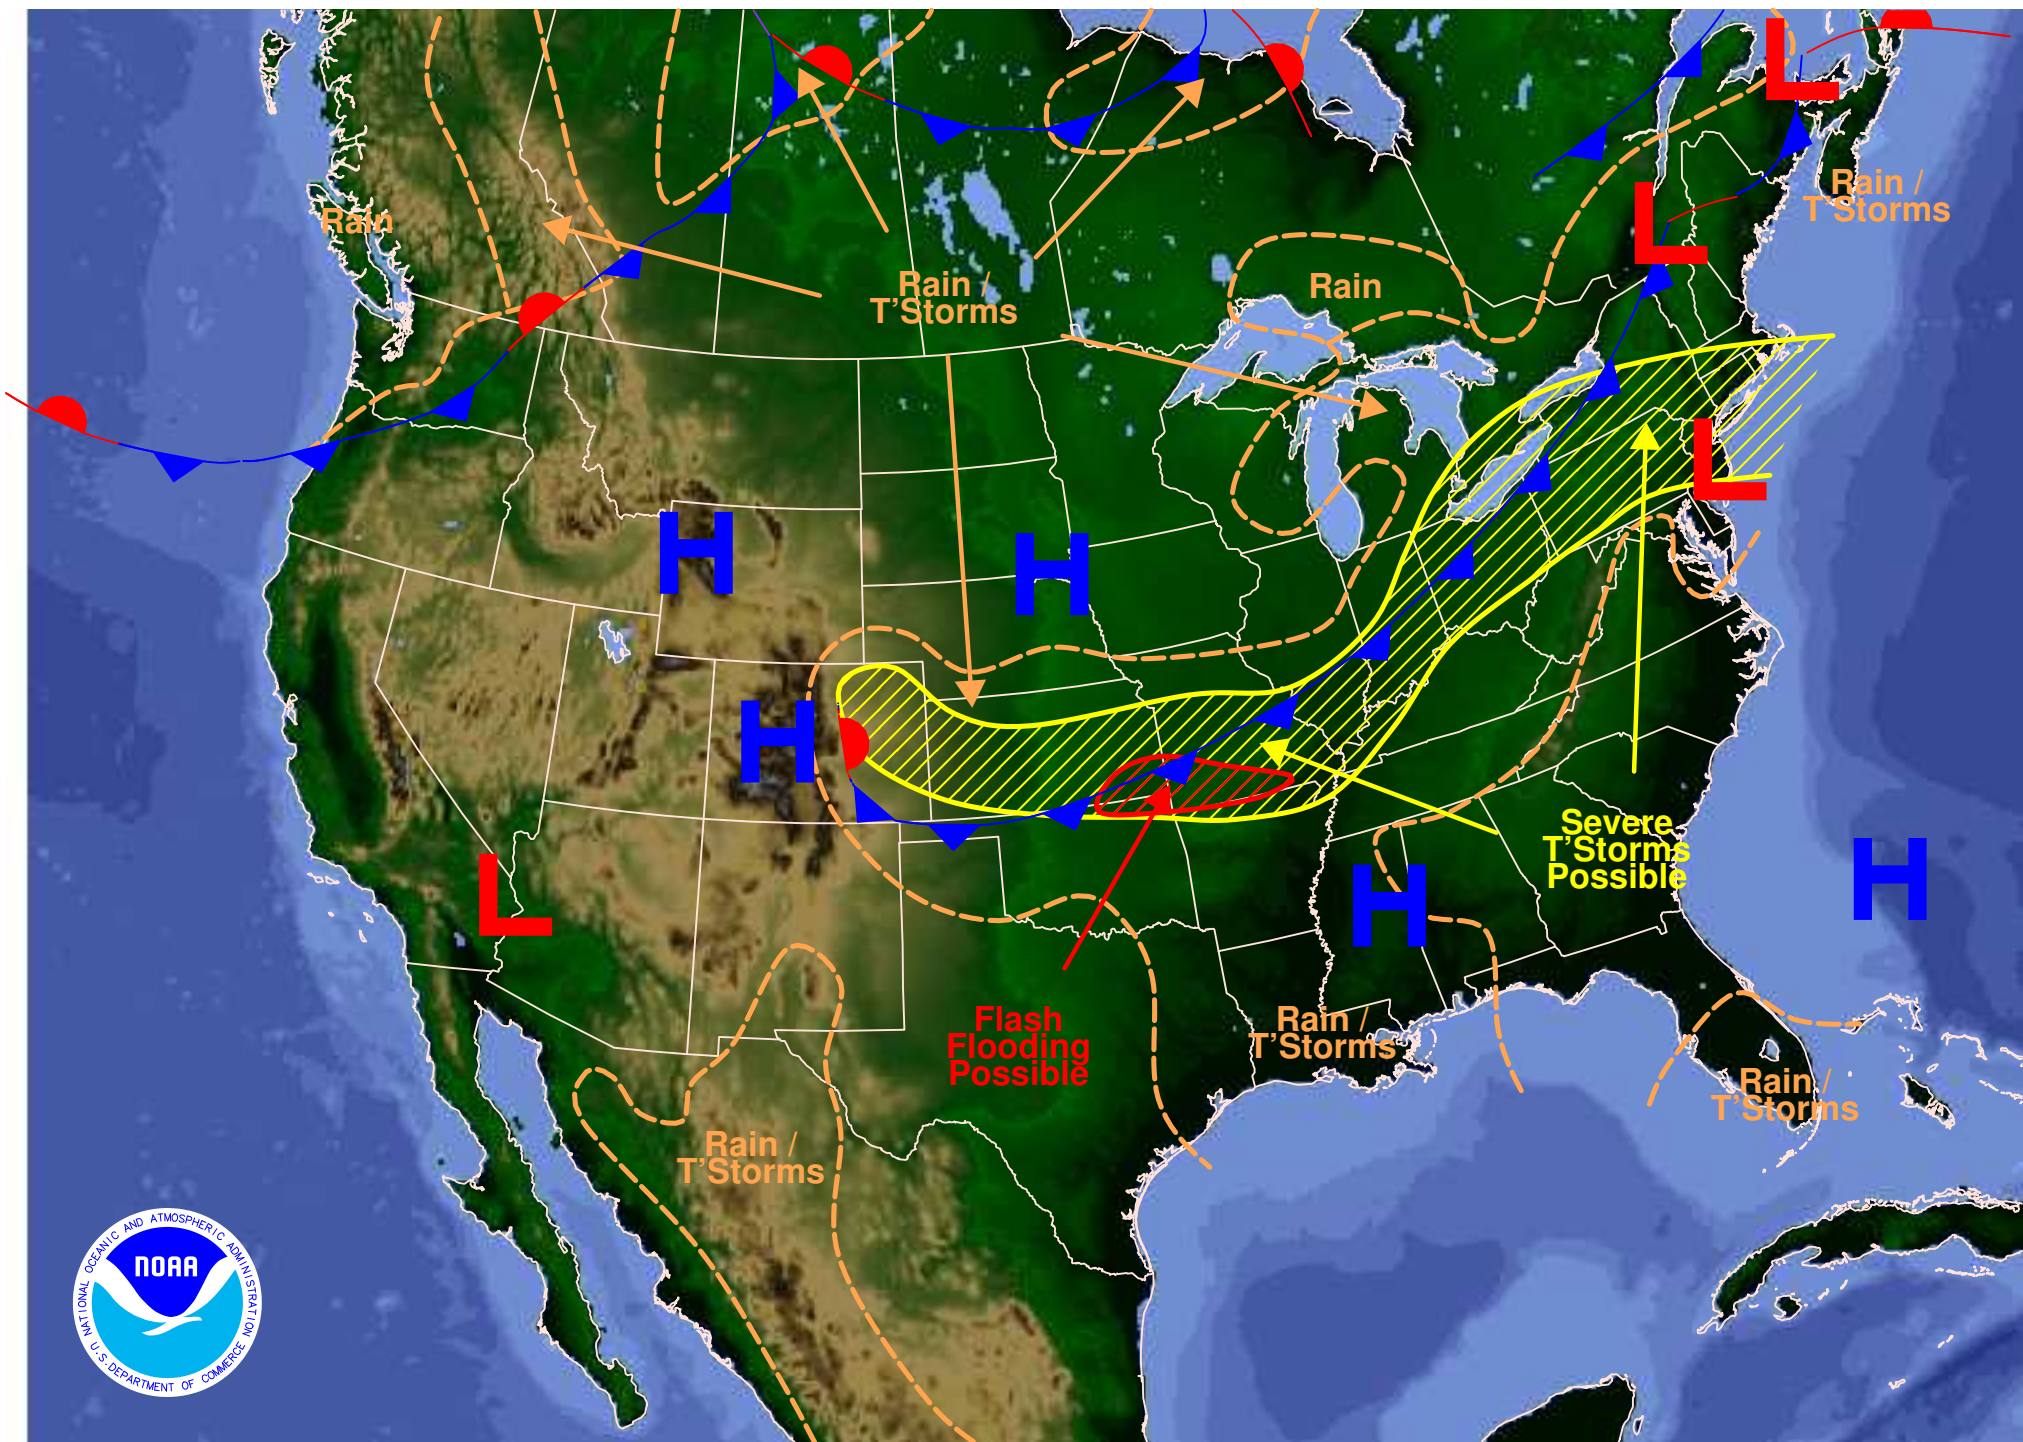 L
Rain /
T'Storms
Rain
L
Rain /
T'Storms
Rain
L
H
H
H
Severe
T'Storms
Possible
L
H
H
Flash
Flooding
Possible
Rain /
T'Storms
Rain /
T'Storms
Rain /
T'Storms
NATIONAL OCEANIC AND ATMOSPHERIC ADMINISTRATION
NOAA
U.S. DEPARTMENT OF COMMERCE